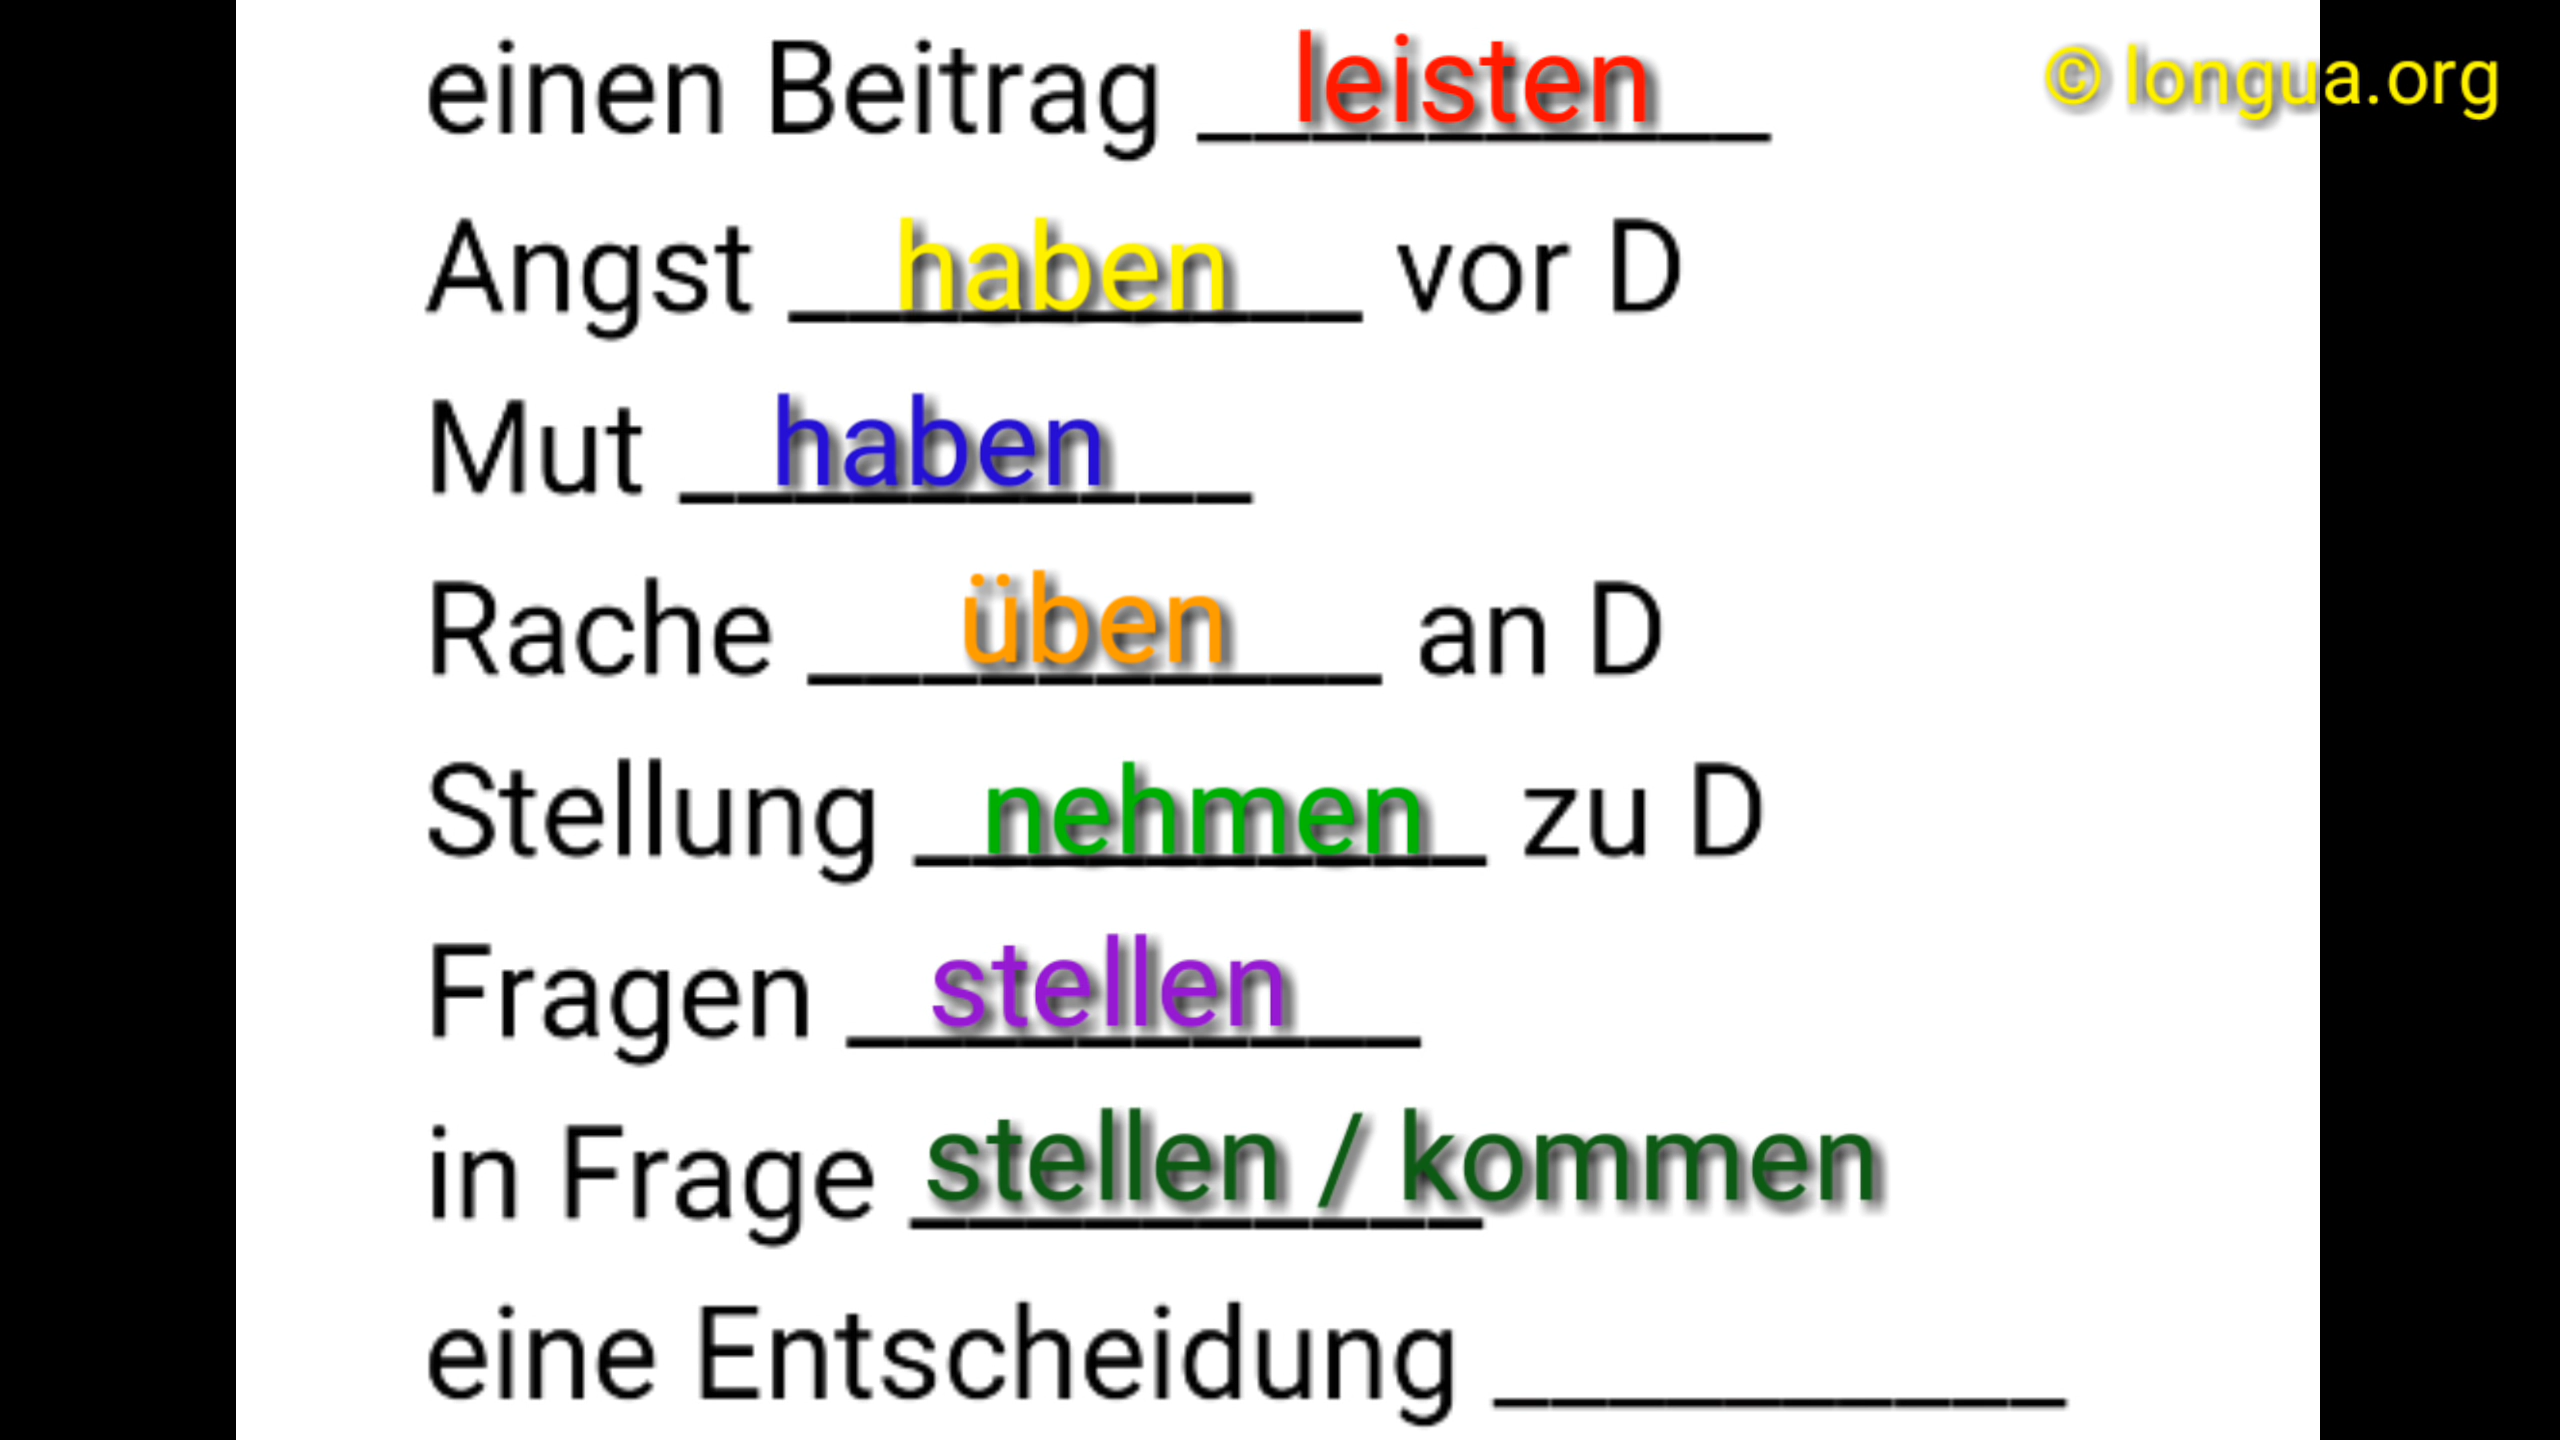 einen Beitrag leisten
© longua.org
Angst haben vor D
Mut haben
Rache üben an D
Stellung nehmen zu D
Fragen stellen
in Frage stellen / kommen
eine Entscheidung __________